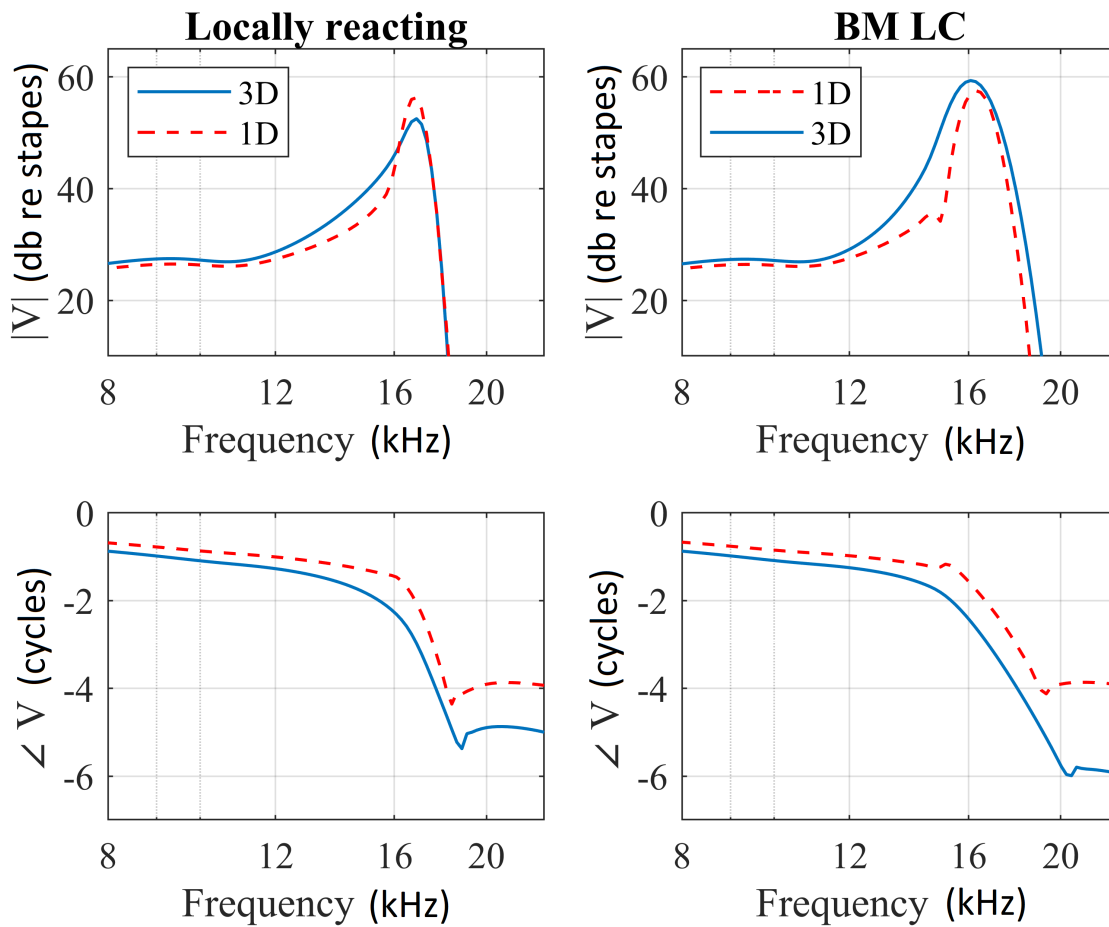 Locally reacting
3D
1D
60
40
20
|V| (db re stapes)
8
12
16
20
Frequency (kHz)
BM LC
1D
3D
60
40
20
|V| (db re stapes)
8
12
16
20
Frequency (kHz)
0
-2
-4
-6
∠ V (cycles)
8
12
16
20
Frequency (kHz)
0
-2
-4
-6
∠ V (cycles)
8
12
16
20
Frequency (kHz)